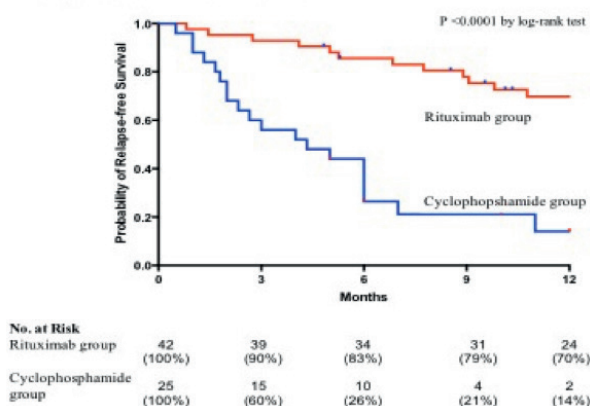 P <0.0001 by log-rank test
Probability of Relapse-free Survival
1.0
0.8
0.6
0.4
0.2
0.0
Rituximab group
Cyclophopshamide group
0 3 6 9 12
Months
No. at Risk
Rituximab group 42 39 34 31 24
(100%) (90%) (83%) (79%) (70%)
Cyclophosphamide 25 15 10 4 2
group (100%) (60%) (26%) (21%) (14%)